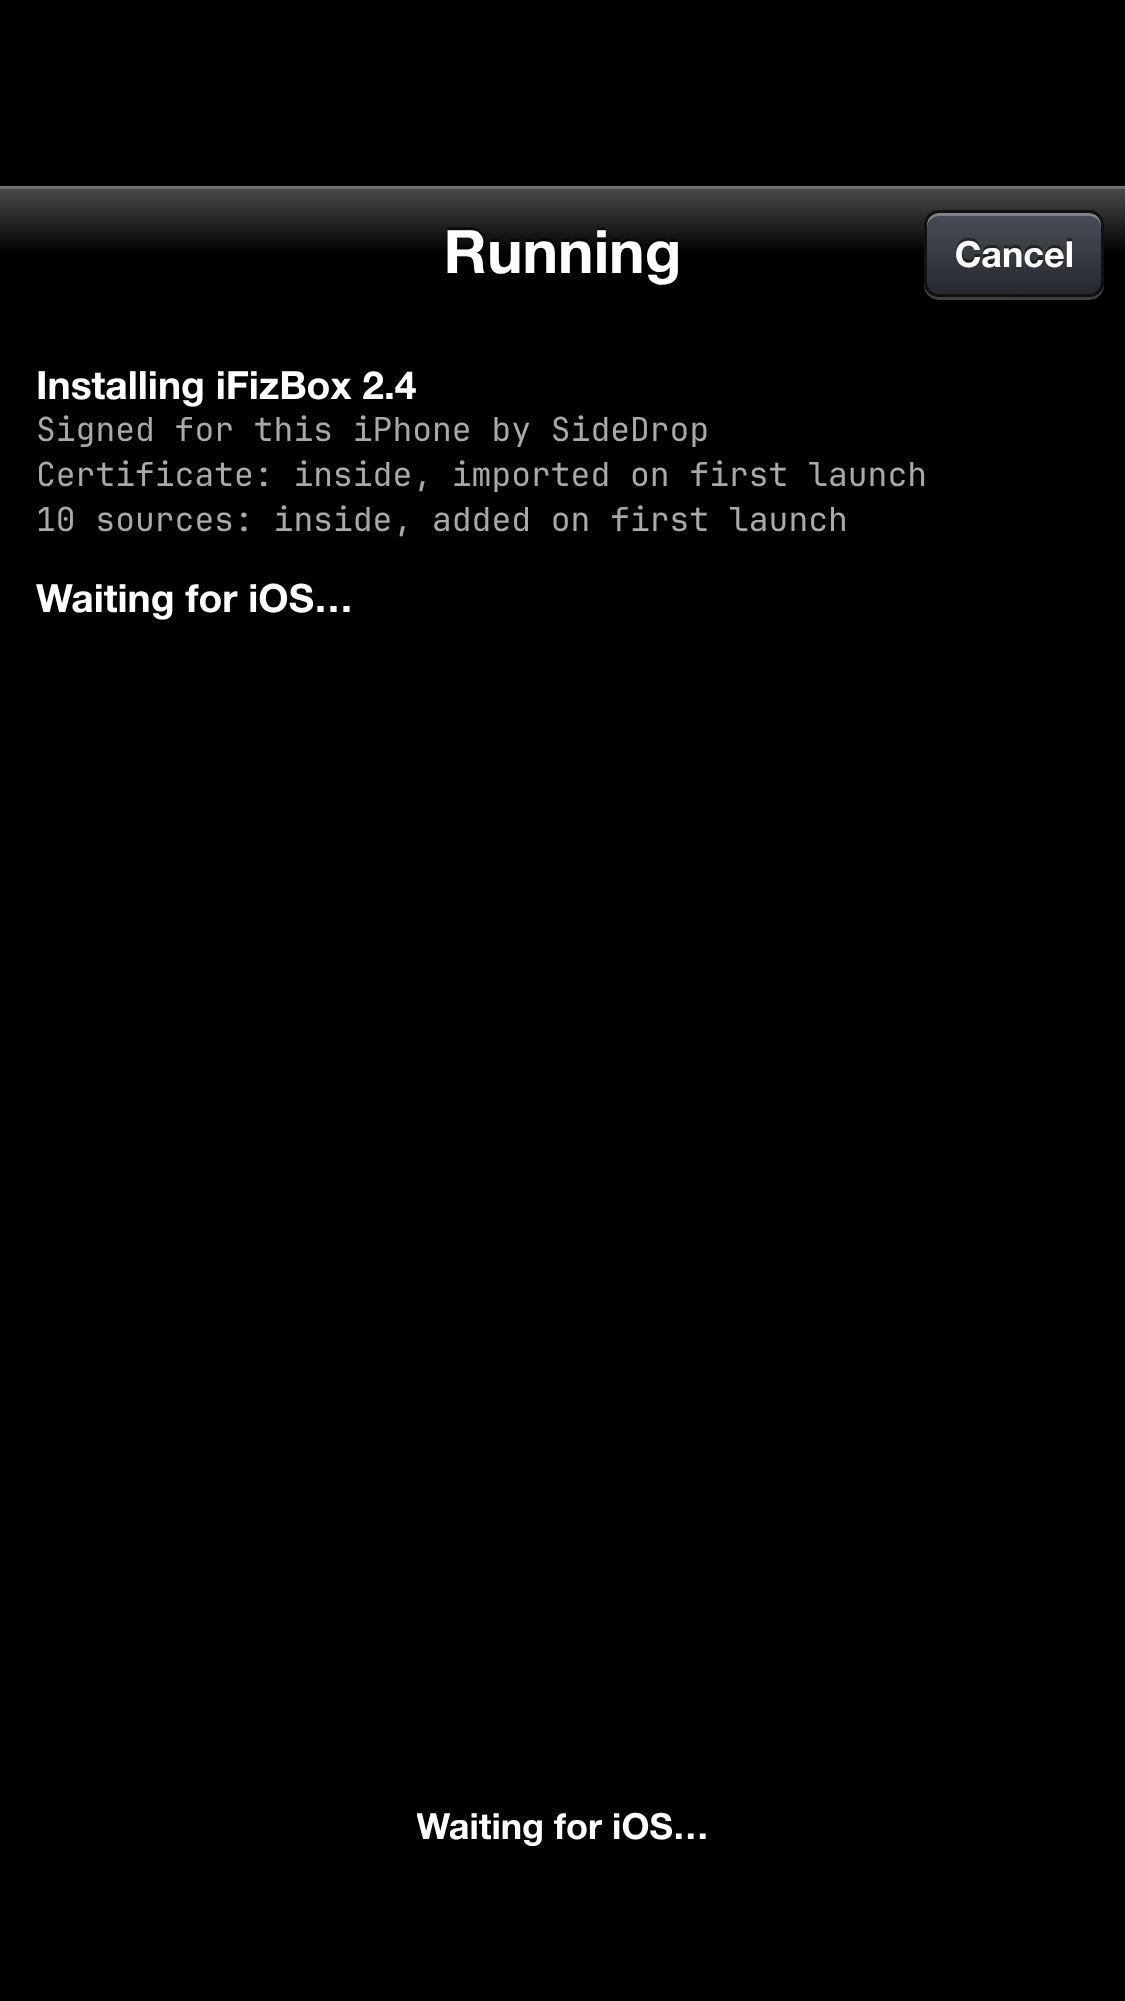 Running
Cancel
Installing iFizBox 2.4
Signed for this iPhone by SideDrop
Certificate: inside, imported on first launch
10 sources: inside, added on first launch
Waiting for iOS...
Waiting for iOS...